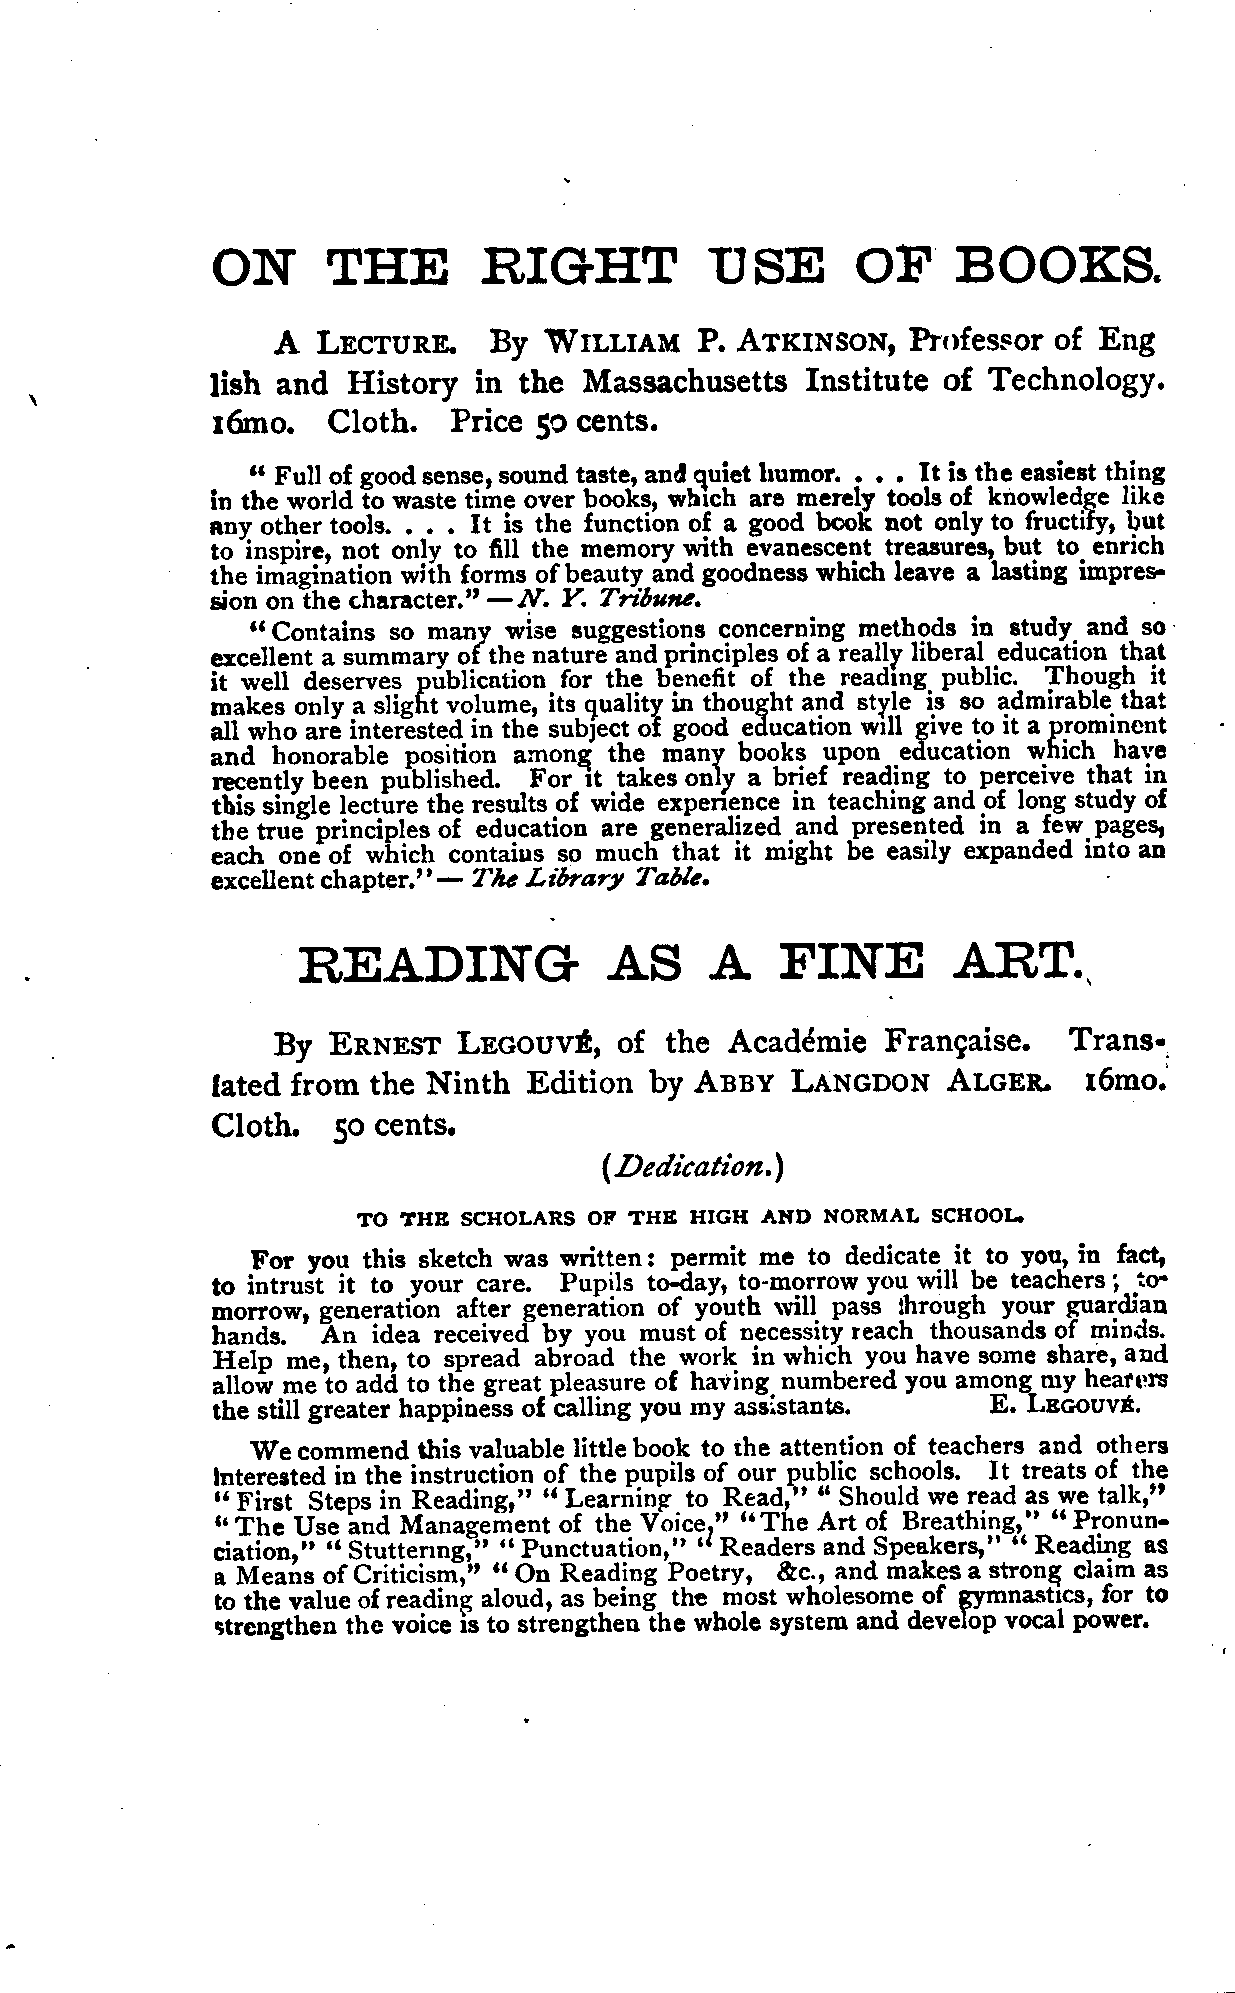 ON THE RIGHT USE OF BOOKS.
A LECTURE. By WILLIAM P. ATKINSON, Professor of Eng
lish and History in the Massachusetts Institute of Technology.
16mo. Cloth. Price 50 cents.
“Full of good sense, sound taste, and quiet humor. . . . It is the easiest thing
in the world to waste time over books, which are merely tools of knowledge like
any other tools. . . . It is the function of a good book not only to fructify, but
to inspire, not only to fill the memory with evanescent treasures, but to enrich
the imagination with forms of beauty and goodness which leave a lasting impres-
sion on the character.” — N. Y. Tribune.
“Contains so many wise suggestions concerning methods in study and so
excellent a summary of the nature and principles of a really liberal education that
it well deserves publication for the benefit of the reading public. Though it
makes only a slight volume, its quality in thought and style is so admirable that
all who are interested in the subject of good education will give to it a prominent
and honorable position among the many books upon education which have
recently been published. For it takes only a brief reading to perceive that in
this single lecture the results of wide experience in teaching and of long study of
the true principles of education are generalized and presented in a few pages,
each one of which contains so much that it might be easily expanded into an
excellent chapter.” — The Library Table.
READING AS A FINE ART.
By ERNEST LEGOUVÉ, of the Académie Française. Trans-
lated from the Ninth Edition by ABBY LANGDON ALGER. 16mo.
Cloth. 50 cents.
(Dedication.)
TO THE SCHOLARS OF THE HIGH AND NORMAL SCHOOL.
For you this sketch was written: permit me to dedicate it to you, in fact,
to intrust it to your care. Pupils to-day, to-morrow you will be teachers; to-
morrow, generation after generation of youth will pass through your guardian
hands. An idea received by you must of necessity reach thousands of minds.
Help me, then, to spread abroad the work in which you have some share, and
allow me to add to the great pleasure of having numbered you among my hearers
the still greater happiness of calling you my assistants. E. LEGOUVÉ.
We commend this valuable little book to the attention of teachers and others
interested in the instruction of the pupils of our public schools. It treats of the
“First Steps in Reading,” “Learning to Read,” “Should we read as we talk,”
“The Use and Management of the Voice,” “The Art of Breathing,” “Pronun-
ciation,” “Stuttering,” “Punctuation,” “Readers and Speakers,” “Reading as
a Means of Criticism,” “On Reading Poetry, &c., and makes a strong claim as
to the value of reading aloud, as being the most wholesome of gymnastics, for to
strengthen the voice is to strengthen the whole system and develop vocal power.